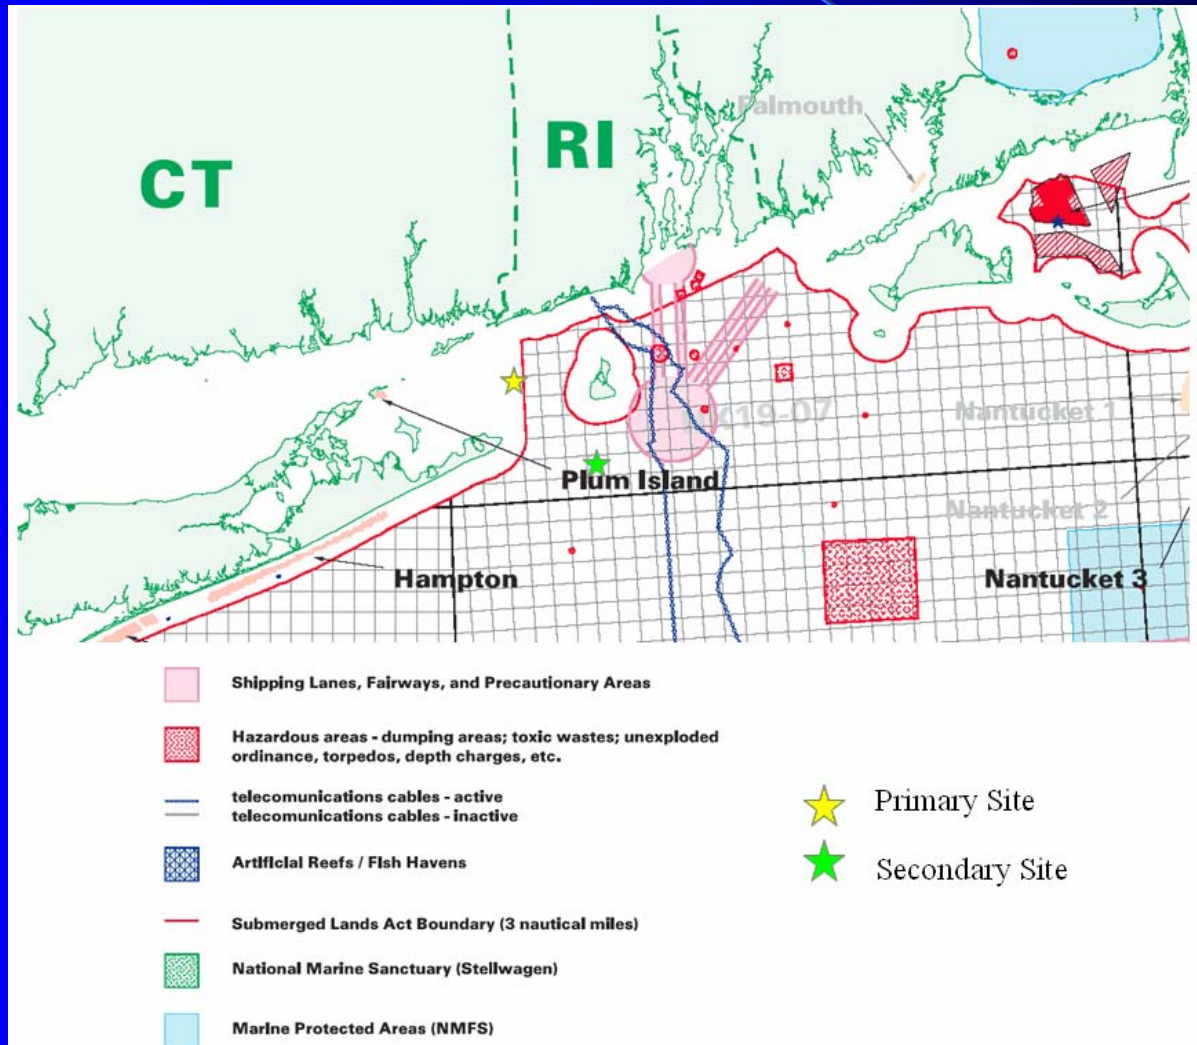 Falmouth
CT
RI
NK19-07
Nantucket 1
Plum Island
Nantucket 2
Hampton
Nantucket 3
Shipping Lanes, Fairways, and Precautionary Areas
Hazardous areas - dumping areas; toxic wastes; unexploded
ordinance, torpedos, depth charges, etc.
telecomunications cables - active
telecomunications cables - inactive
Artificial Reefs / Fish Havens
Submerged Lands Act Boundary (3 nautical miles)
National Marine Sanctuary (Stellwagen)
Marine Protected Areas (NMFS)
Primary Site
Secondary Site